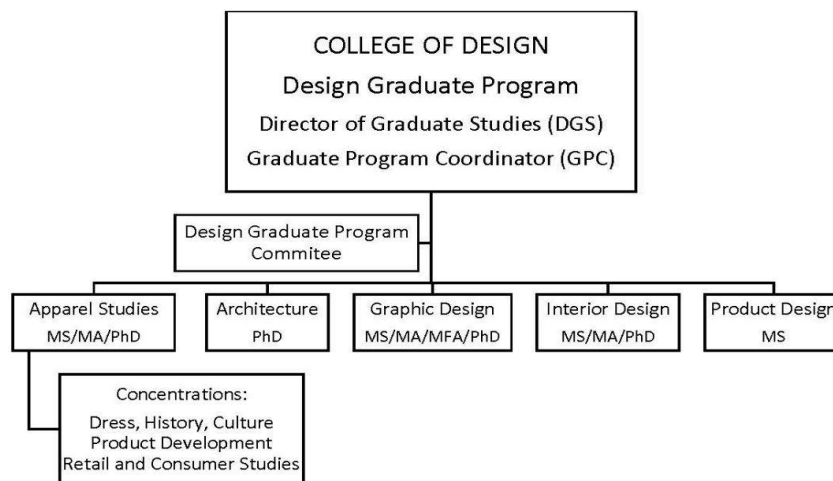 COLLEGE OF DESIGN
Design Graduate Program
Director of Graduate Studies (DGS)
Graduate Program Coordinator (GPC)
Design Graduate Program
Commitee
Apparel Studies
MS/MA/PhD
Architecture
PhD
Graphic Design
MS/MA/MFA/PhD
Interior Design
MS/MA/PhD
Product Design
MS
Concentrations:
Dress, History, Culture
Product Development
Retail and Consumer Studies